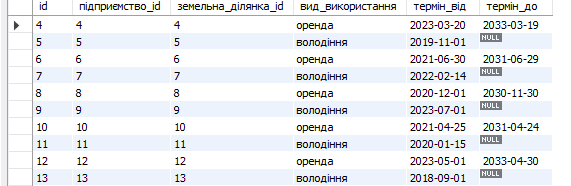 id підприємство_id земельна_ділянка_id вид_використання термін_від термін_до
4 4 4 оренда 2023-03-20 2033-03-19
5 5 5 володіння 2019-11-01 NULL
6 6 6 оренда 2021-06-30 2031-06-29
7 7 7 володіння 2022-02-14 NULL
8 8 8 оренда 2020-12-01 2030-11-30
9 9 9 володіння 2023-07-01 NULL
10 10 10 оренда 2021-04-25 2031-04-24
11 11 11 володіння 2020-01-15 NULL
12 12 12 оренда 2023-05-01 2033-04-30
13 13 13 володіння 2018-09-01 NULL